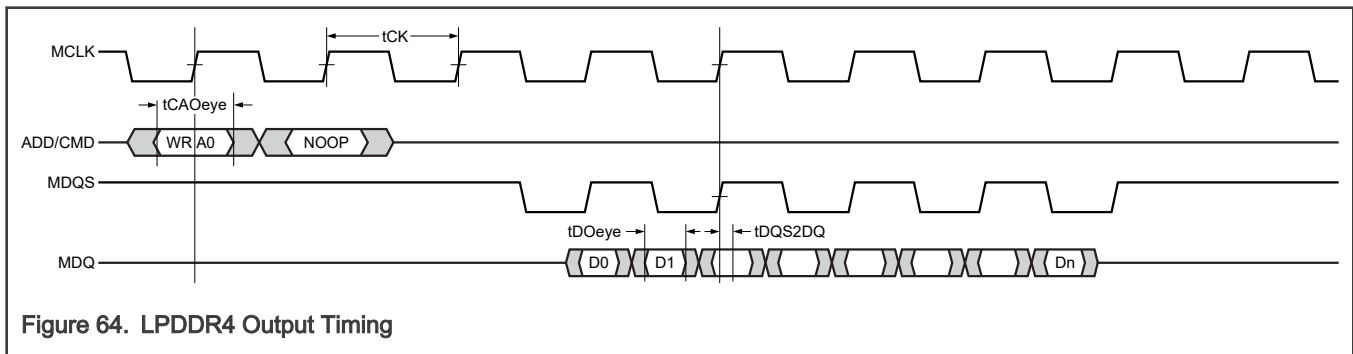 MCLK
tCK
tCAOeye
ADD/CMD
WR A0
NOOP
MDQS
tDOeye
tDQS2DQ
MDQ
D0
D1
Dn
Figure 64. LPDDR4 Output Timing